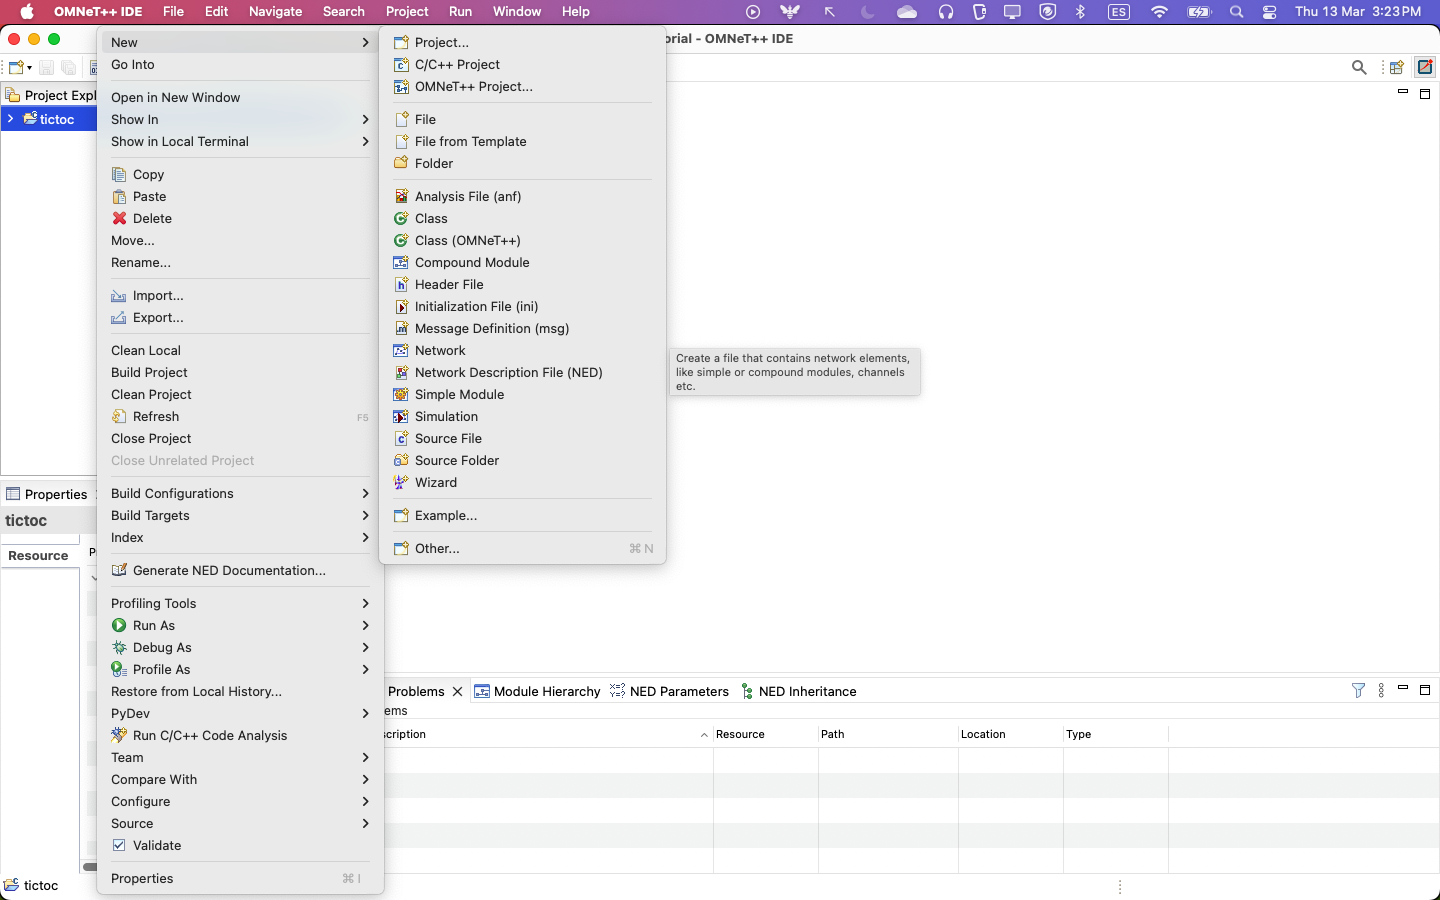 OMNeT++ IDE File Edit Navigate Search Project Run Window Help ES Thu 13 Mar 3:23 PM
orial - OMNeT++ IDE
Project Expl
tictoc
New
Go Into
Open in New Window
Show In
Show in Local Terminal
Copy
Paste
Delete
Move...
Rename...
Import...
Export...
Clean Local
Build Project
Clean Project
Refresh F5
Close Project
Close Unrelated Project
Build Configurations
Build Targets
Index
Generate NED Documentation...
Profiling Tools
Run As
Debug As
Profile As
Restore from Local History...
PyDev
Run C/C++ Code Analysis
Team
Compare With
Configure
Source
Validate
Properties ⌘ I
Project...
C/C++ Project
OMNeT++ Project...
File
File from Template
Folder
Analysis File (anf)
Class
Class (OMNeT++)
Compound Module
Header File
Initialization File (ini)
Message Definition (msg)
Network
Network Description File (NED)
Simple Module
Simulation
Source File
Source Folder
Wizard
Example...
Other... ⌘ N
Create a file that contains network elements,
like simple or compound modules, channels
etc.
Properties
tictoc
Resource P
Problems Module Hierarchy NED Parameters NED Inheritance
ems
cription Resource Path Location Type
tictoc